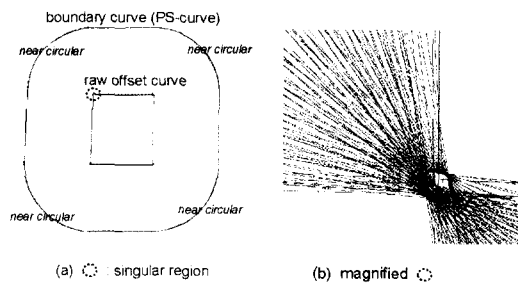 boundary curve (PS-curve)
near circular
near circular
raw offset curve
near circular
near circular
(a) : singular region
(b) magnified